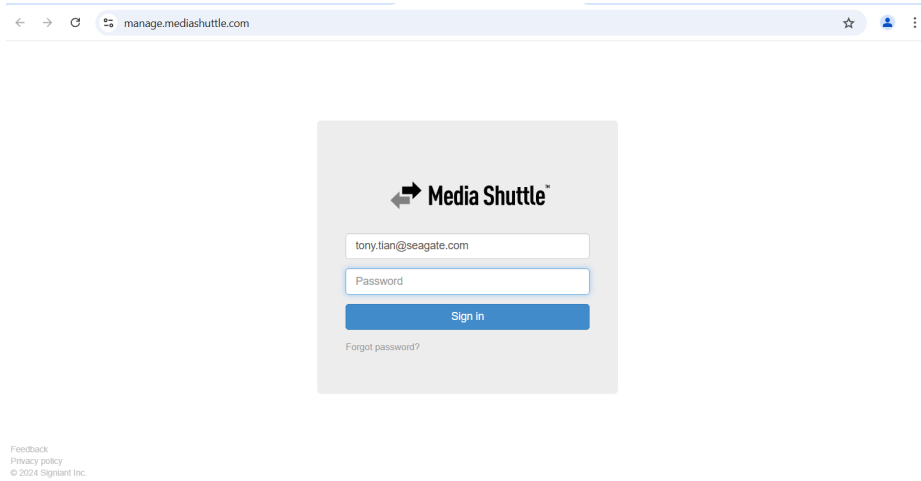 manage.mediashuttle.com
Media Shuttle™
tony.tian@seagate.com
Password
Sign in
Forgot password?
Feedback
Privacy policy
© 2024 Signiant Inc.